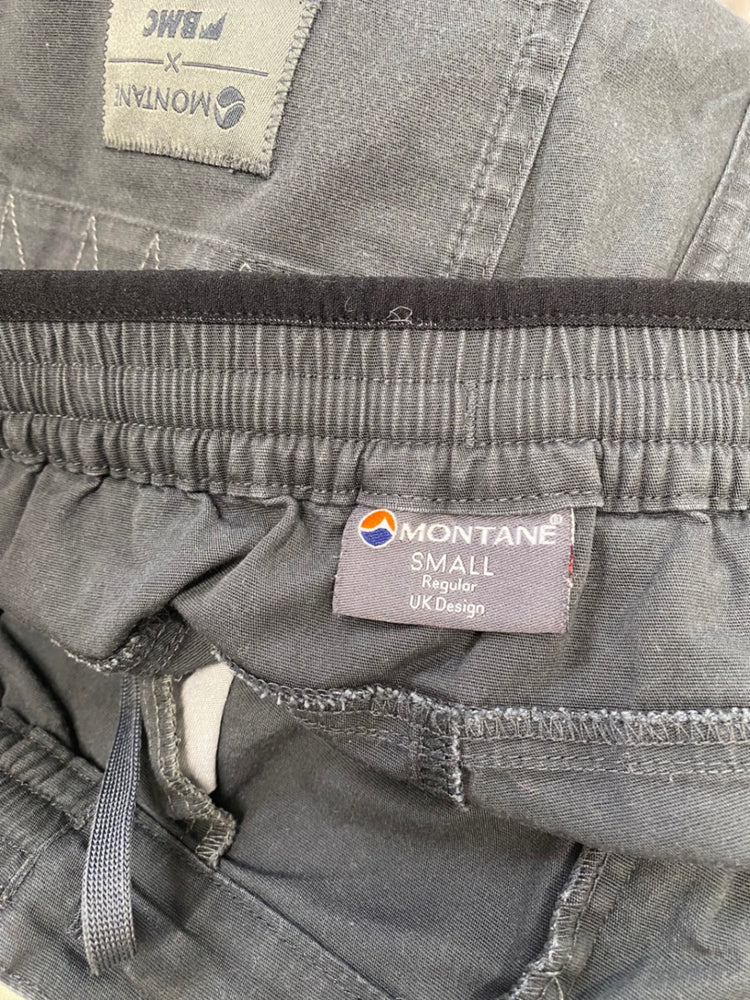 MONTANE
X
BMC
MONTANE®
SMALL
Regular
UK Design